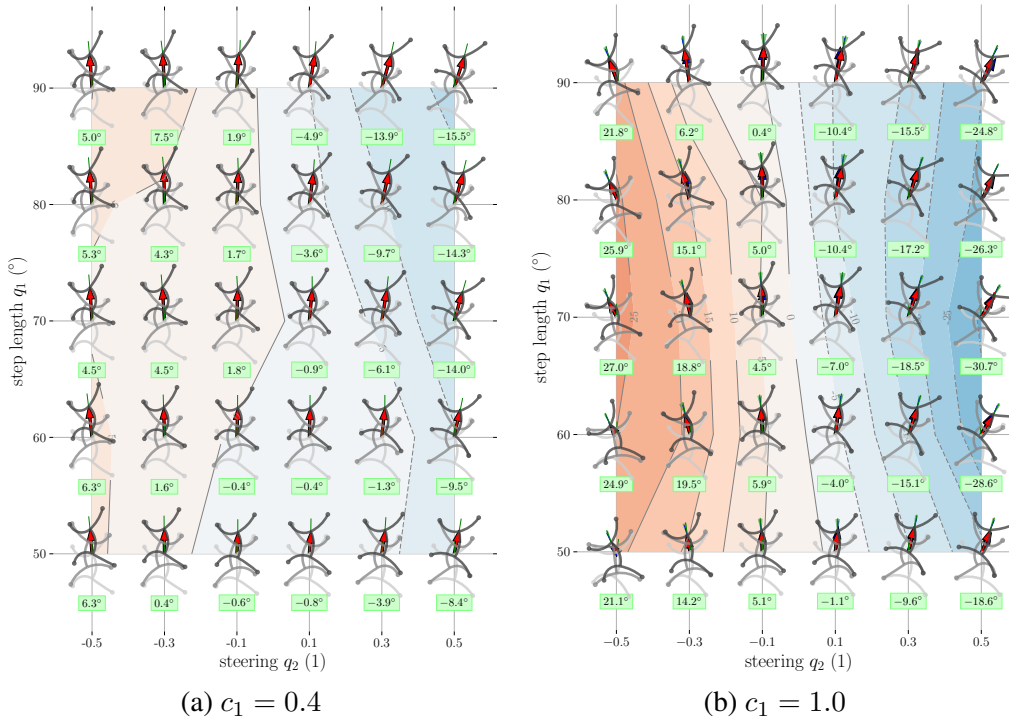 90
5.0° 7.5° 1.9° −4.9° −13.9° −15.5°
80
5.3° 4.3° 1.7° −3.6° −9.7° −14.3°
70
4.5° 4.5° 1.8° −0.9° −6.1° −14.0°
60
6.3° 1.6° −0.4° −0.4° −1.3° −9.5°
50
6.3° 0.4° −0.6° −0.8° −3.9° −8.4°
-0.5 -0.3 -0.1 0.1 0.3 0.5
step length q₁ (°)
steering q₂ (1)
(a) c₁ = 0.4
90
21.8° 6.2° 0.4° −10.4° −15.5° −24.8°
80
25.9° 15.1° 5.0° −10.4° −17.2° −26.3°
70
25 15 10 0 -10 25
27.0° 18.8° 4.5° −7.0° −18.5° −30.7°
60
24.9° 19.5° 5.9° −4.0° −15.1° −28.6°
50
21.1° 14.2° 5.1° −1.1° −9.6° −18.6°
-0.5 -0.3 -0.1 0.1 0.3 0.5
step length q₁ (°)
steering q₂ (1)
(b) c₁ = 1.0